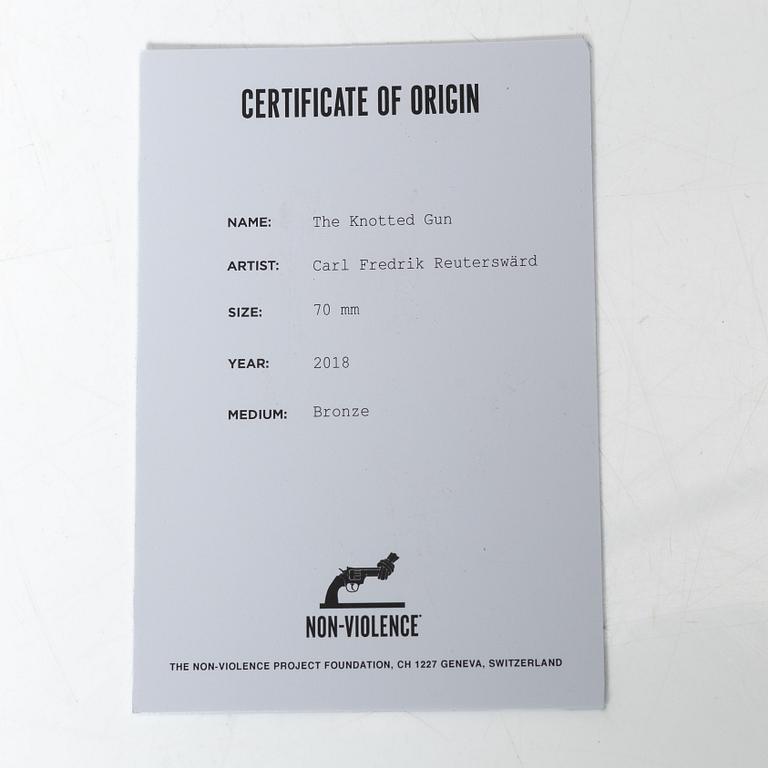 CERTIFICATE OF ORIGIN
NAME: The Knotted Gun
ARTIST: Carl Fredrik Reuterswärd
SIZE: 70 mm
YEAR: 2018
MEDIUM: Bronze
NON-VIOLENCE
THE NON-VIOLENCE PROJECT FOUNDATION, CH 1227 GENEVA, SWITZERLAND